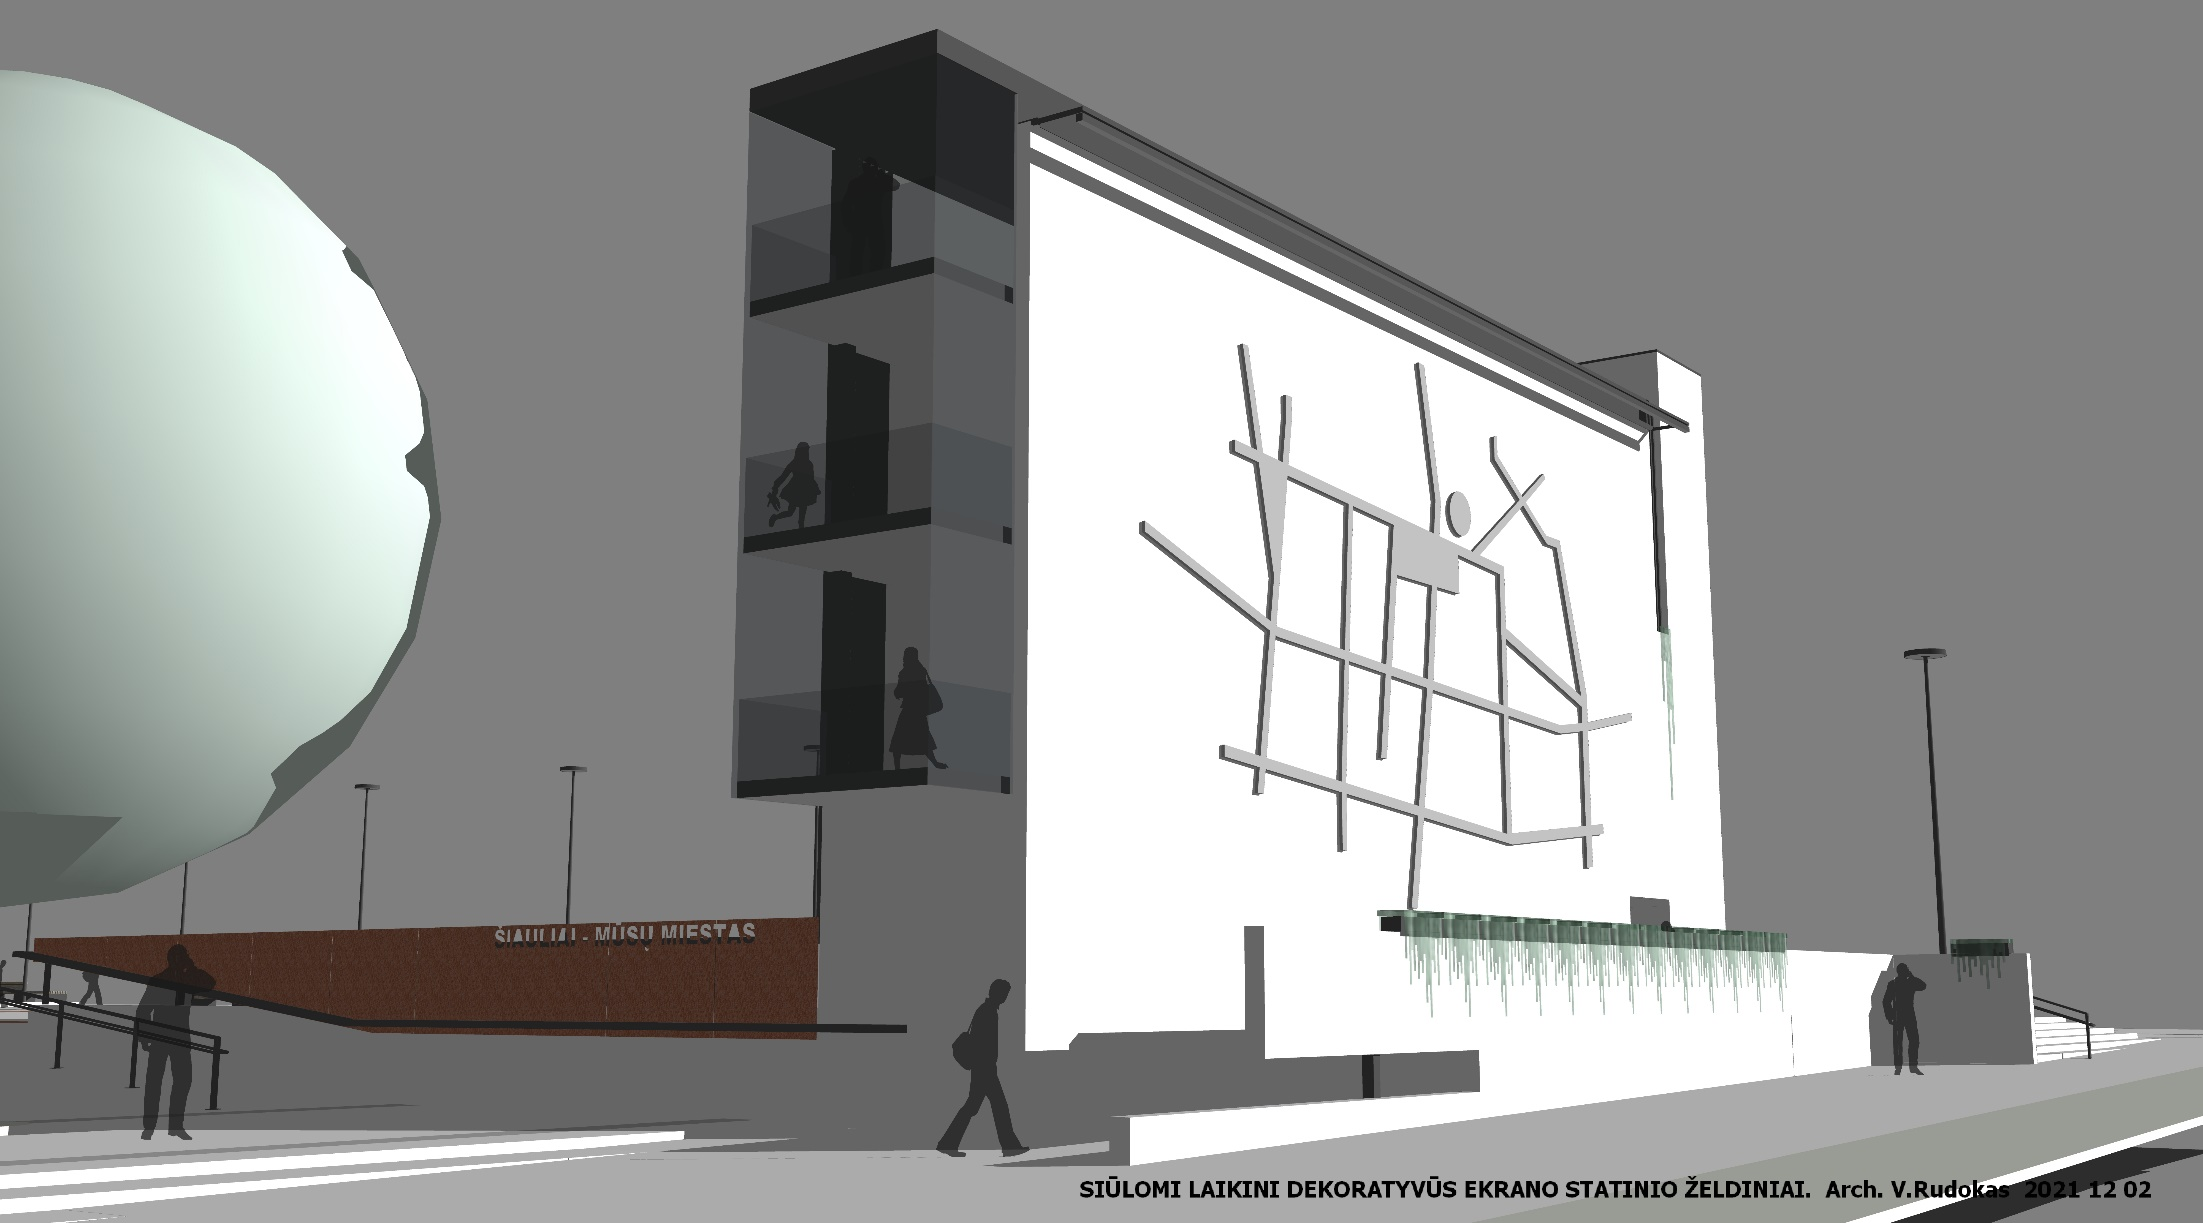 ŠIAULIAI - MŪSŲ MIESTAS
SIŪLOMI LAIKINI DEKORATYVŪS EKRANO STATINIO ŽELDINIAI. Arch. V.Rudokas 2021 12 02